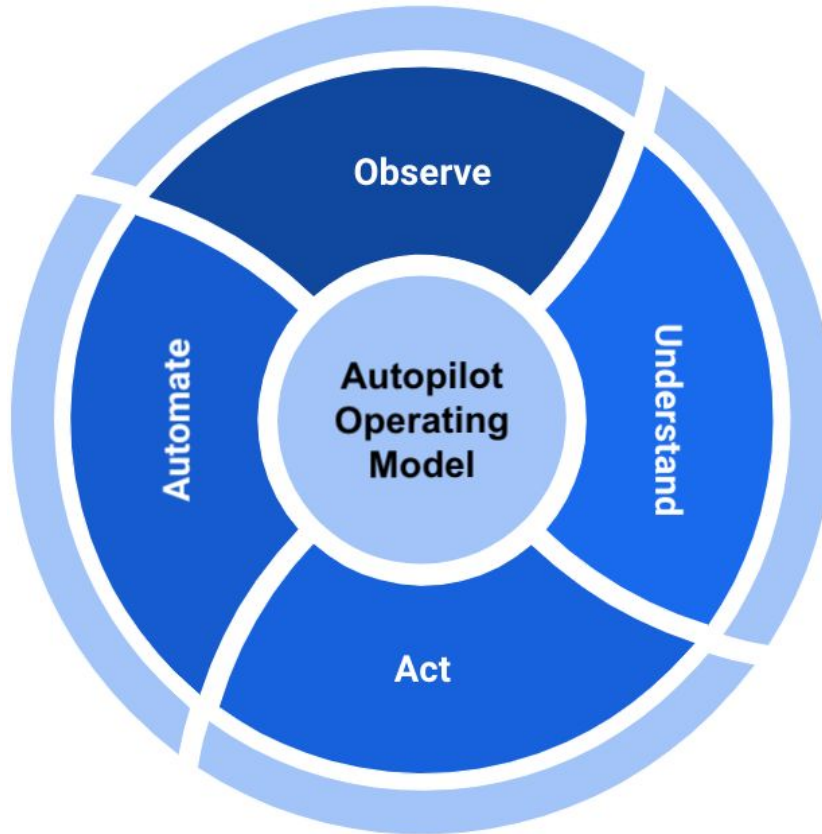 Observe
Understand
Act
Automate
Autopilot
Operating
Model